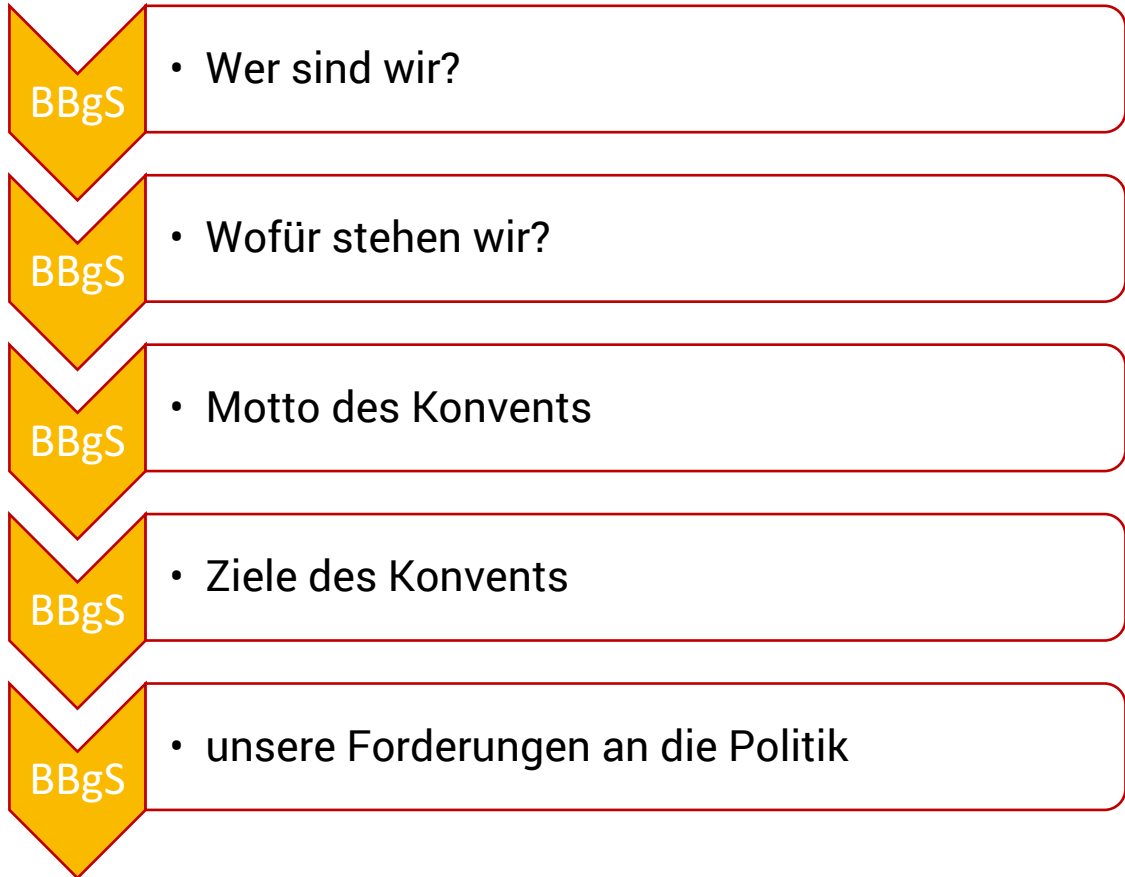 BBgS
• Wer sind wir?
BBgS
• Wofür stehen wir?
BBgS
• Motto des Konvents
BBgS
• Ziele des Konvents
BBgS
• unsere Forderungen an die Politik